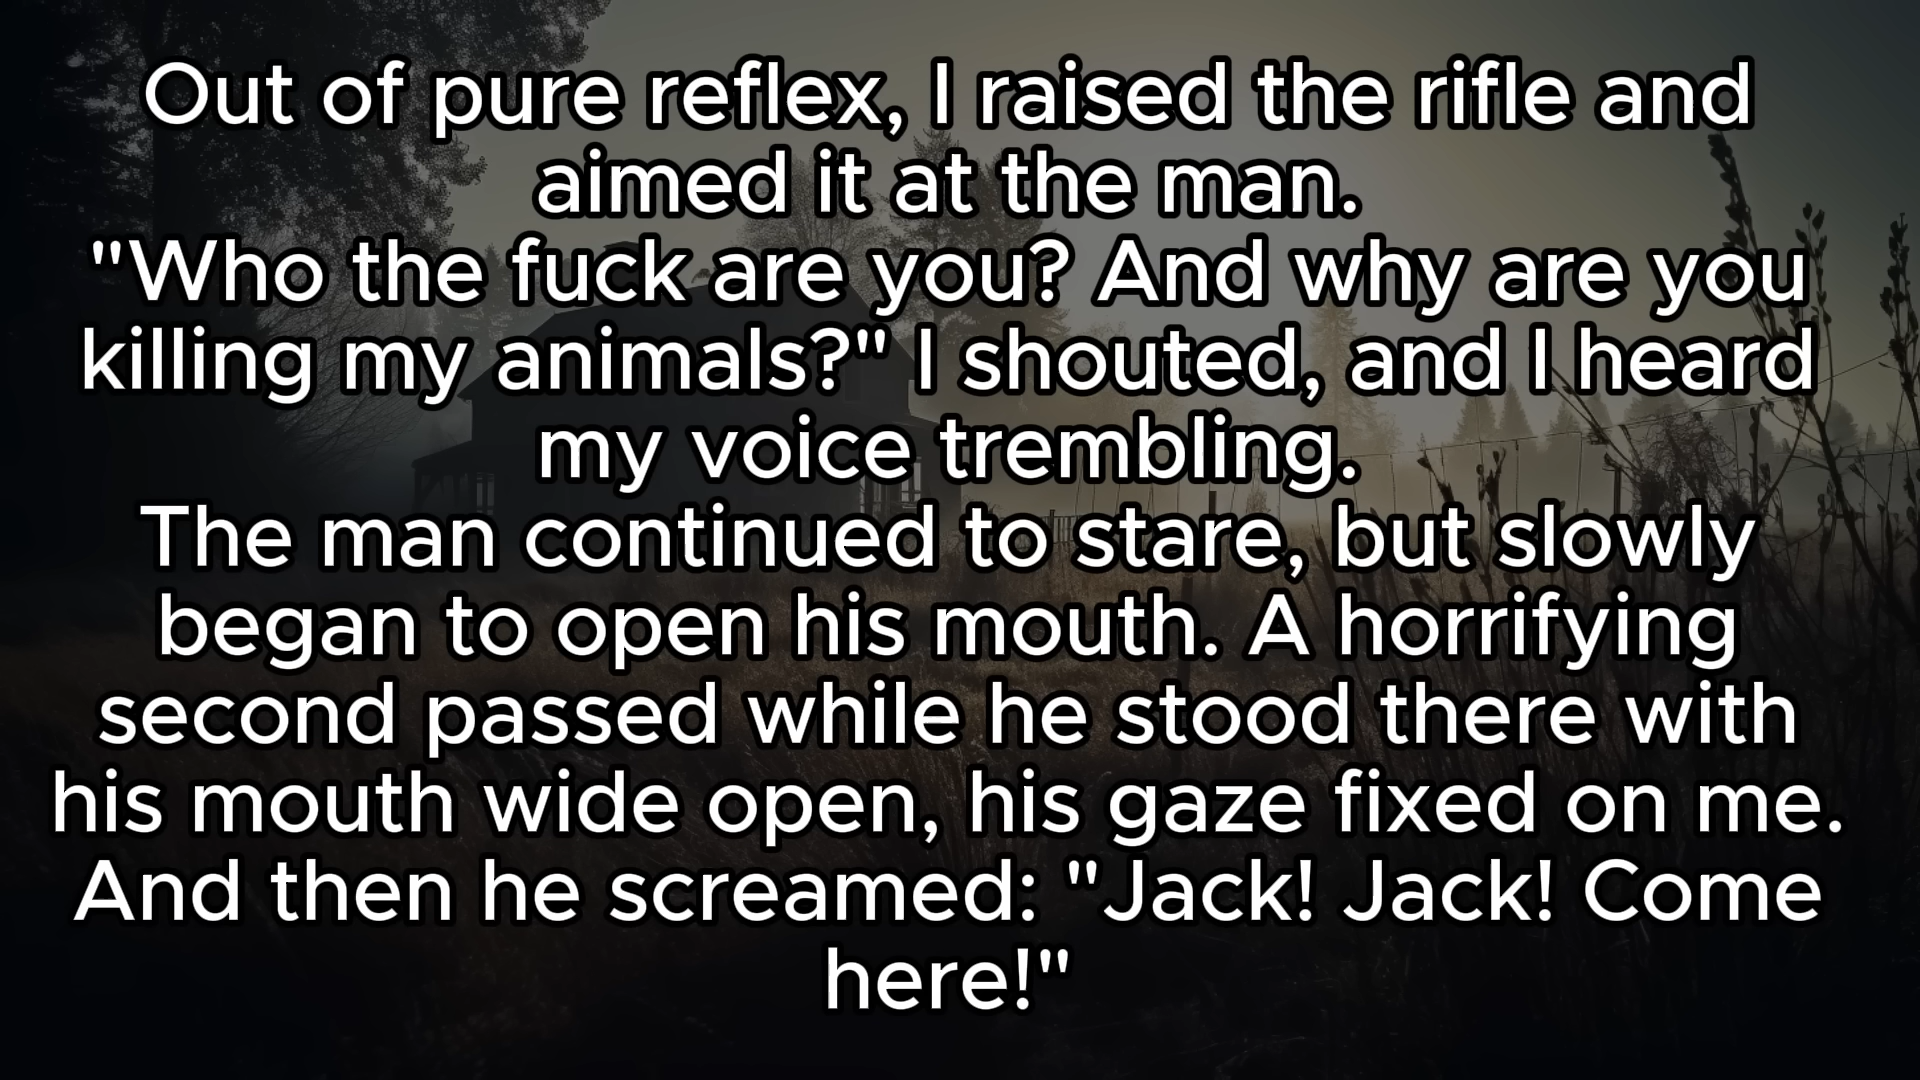 Out of pure reflex, I raised the rifle and
aimed it at the man.
"Who the fuck are you? And why are you
killing my animals?" I shouted, and I heard
my voice trembling.
The man continued to stare, but slowly
began to open his mouth. A horrifying
second passed while he stood there with
his mouth wide open, his gaze fixed on me.
And then he screamed: "Jack! Jack! Come
here!"